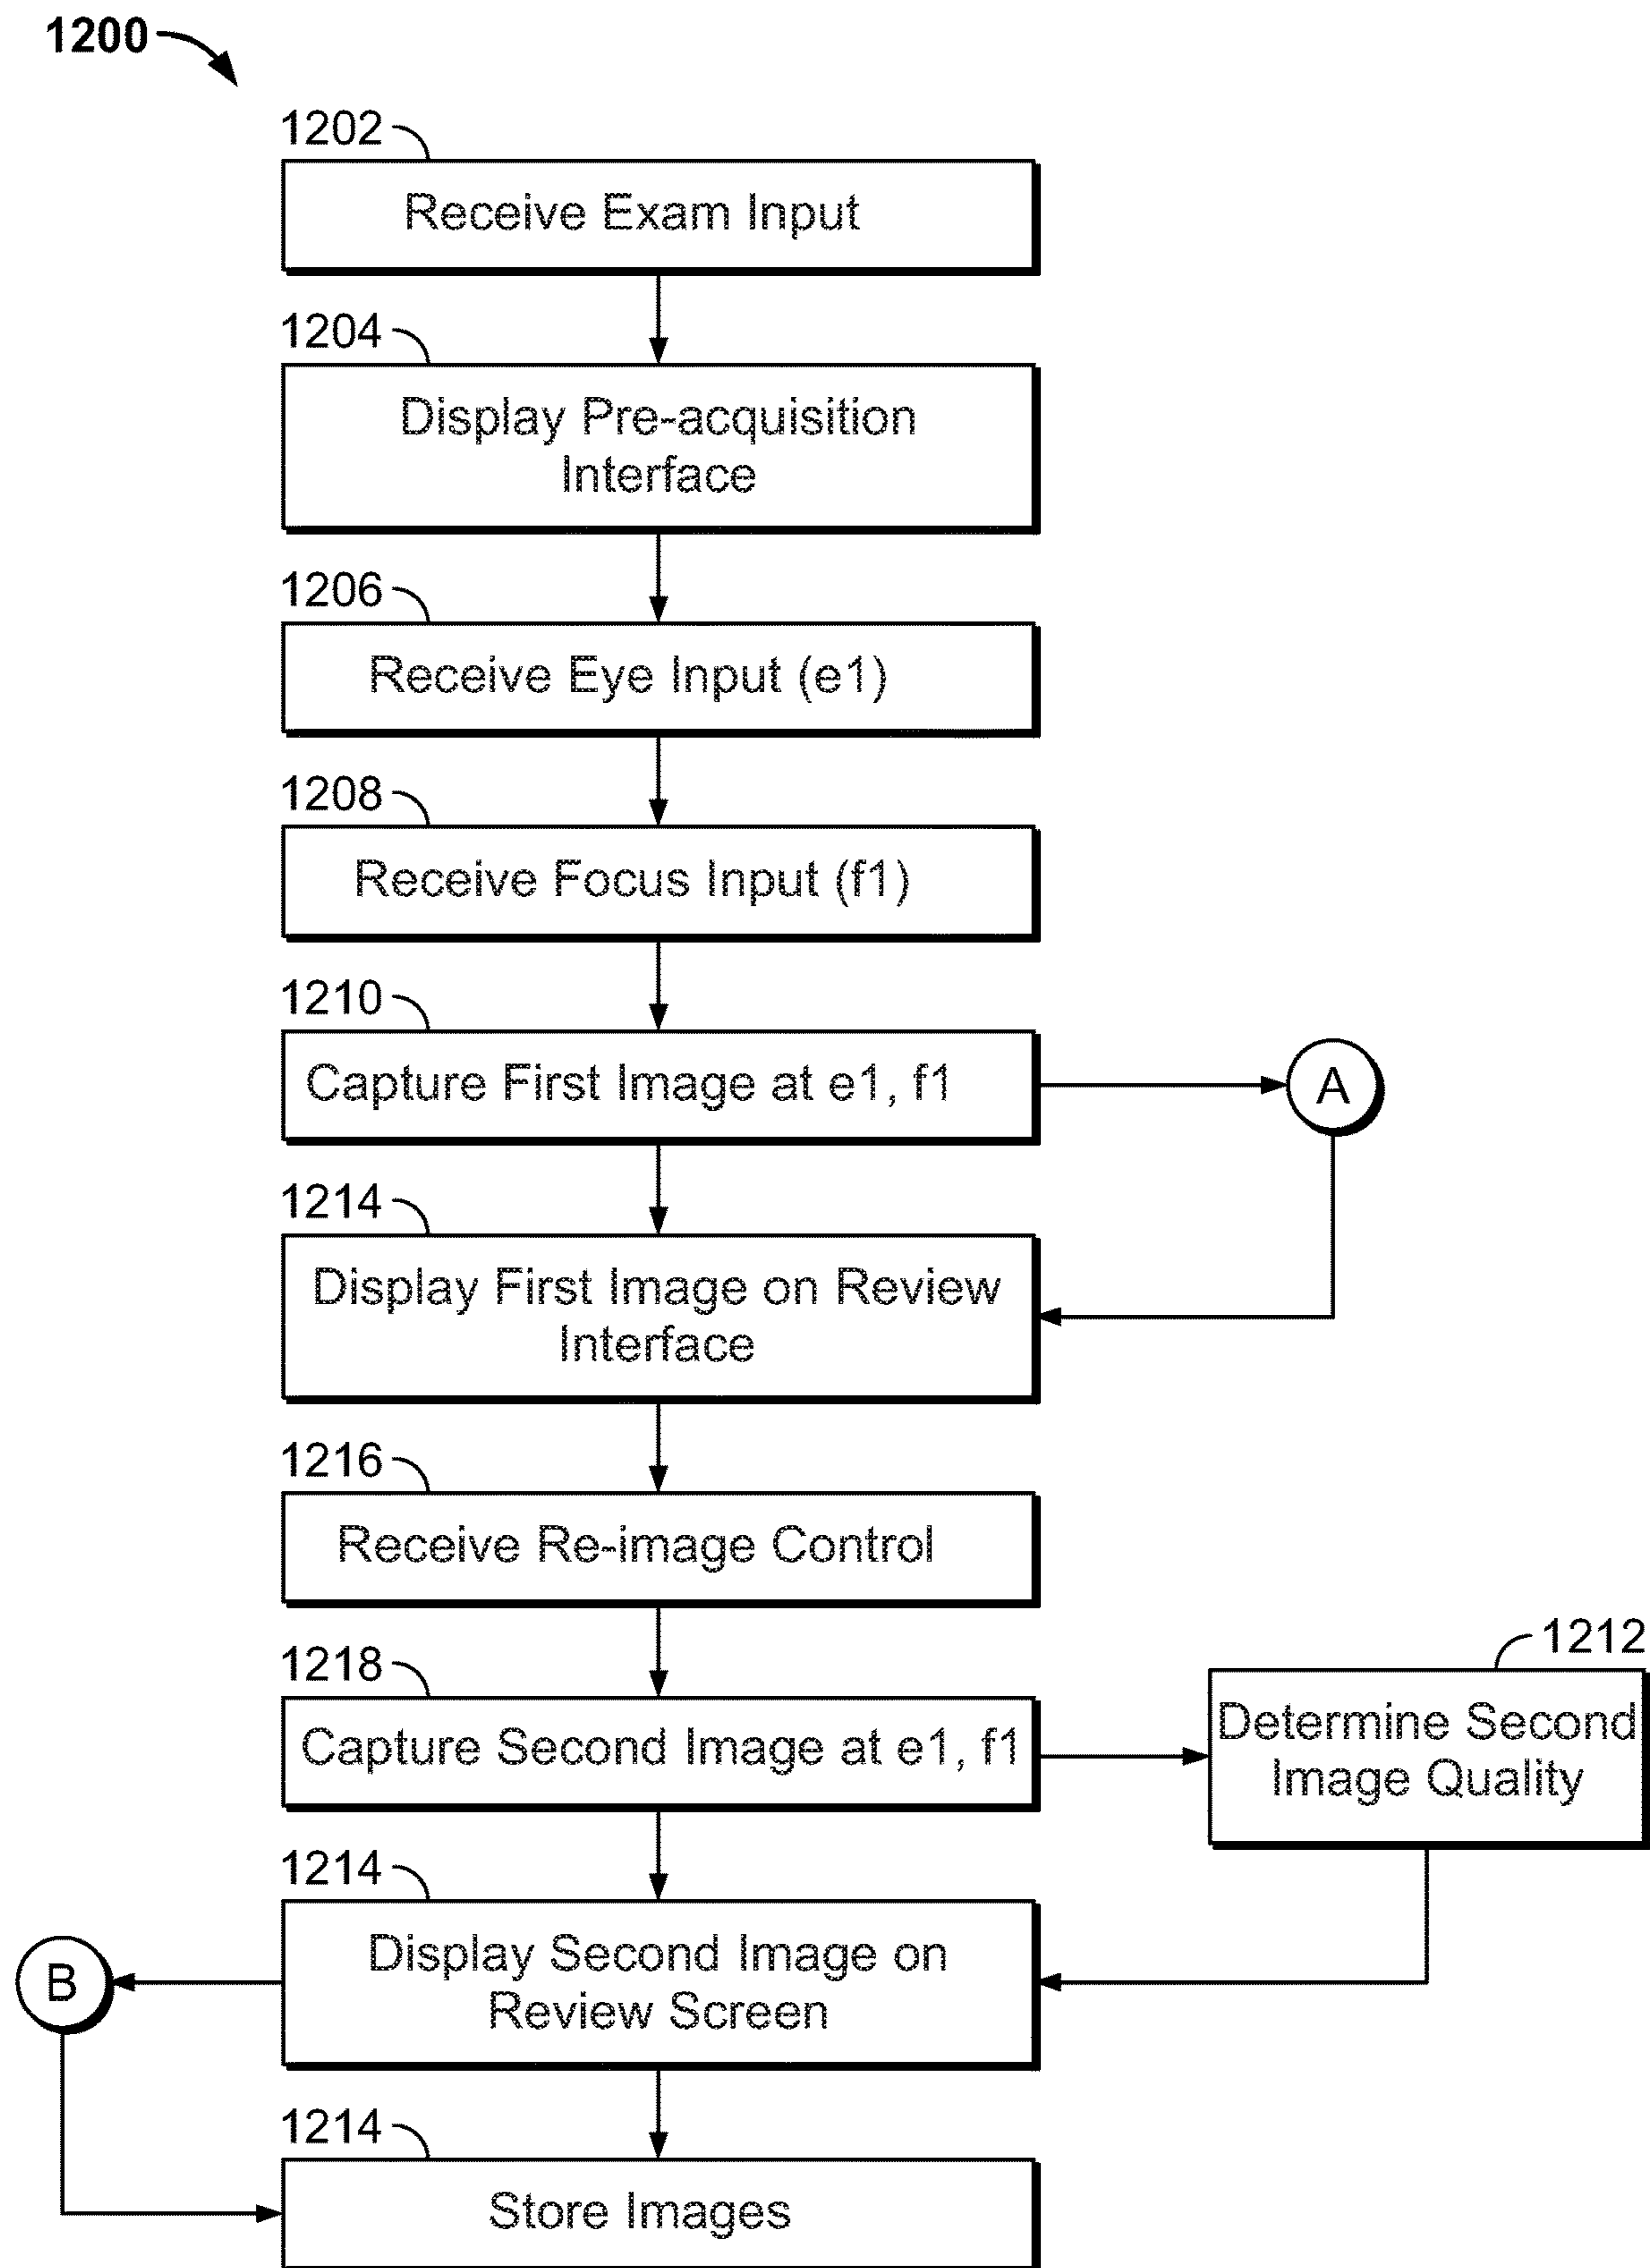 1200
1202
Receive Exam Input
1204
Display Pre-acquisition
Interface
1206
Receive Eye Input (e1)
1208
Receive Focus Input (f1)
1210
Capture First Image at e1, f1
A
1214
Display First Image on Review
Interface
1216
Receive Re-image Control
1218
Capture Second Image at e1, f1
1212
Determine Second
Image Quality
1214
Display Second Image on
Review Screen
B
1214
Store Images